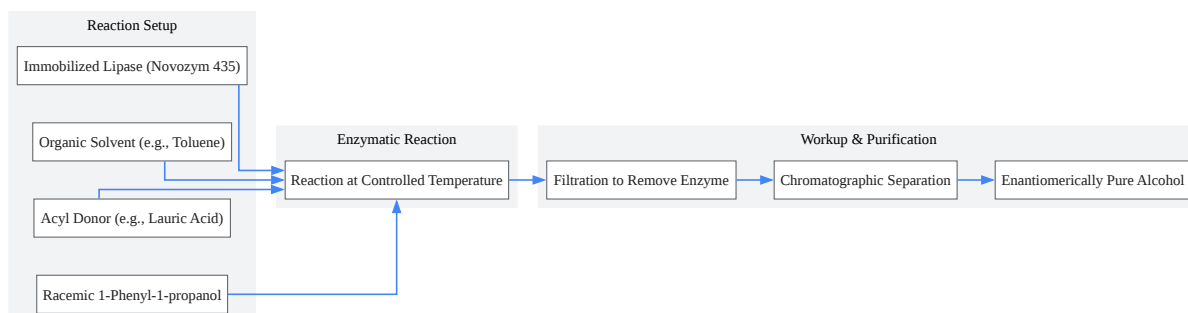 Reaction Setup
Immobilized Lipase (Novozym 435)
Organic Solvent (e.g., Toluene)
Acyl Donor (e.g., Lauric Acid)
Racemic 1-Phenyl-1-propanol
Enzymatic Reaction
Reaction at Controlled Temperature
Workup & Purification
Filtration to Remove Enzyme
Chromatographic Separation
Enantiomerically Pure Alcohol